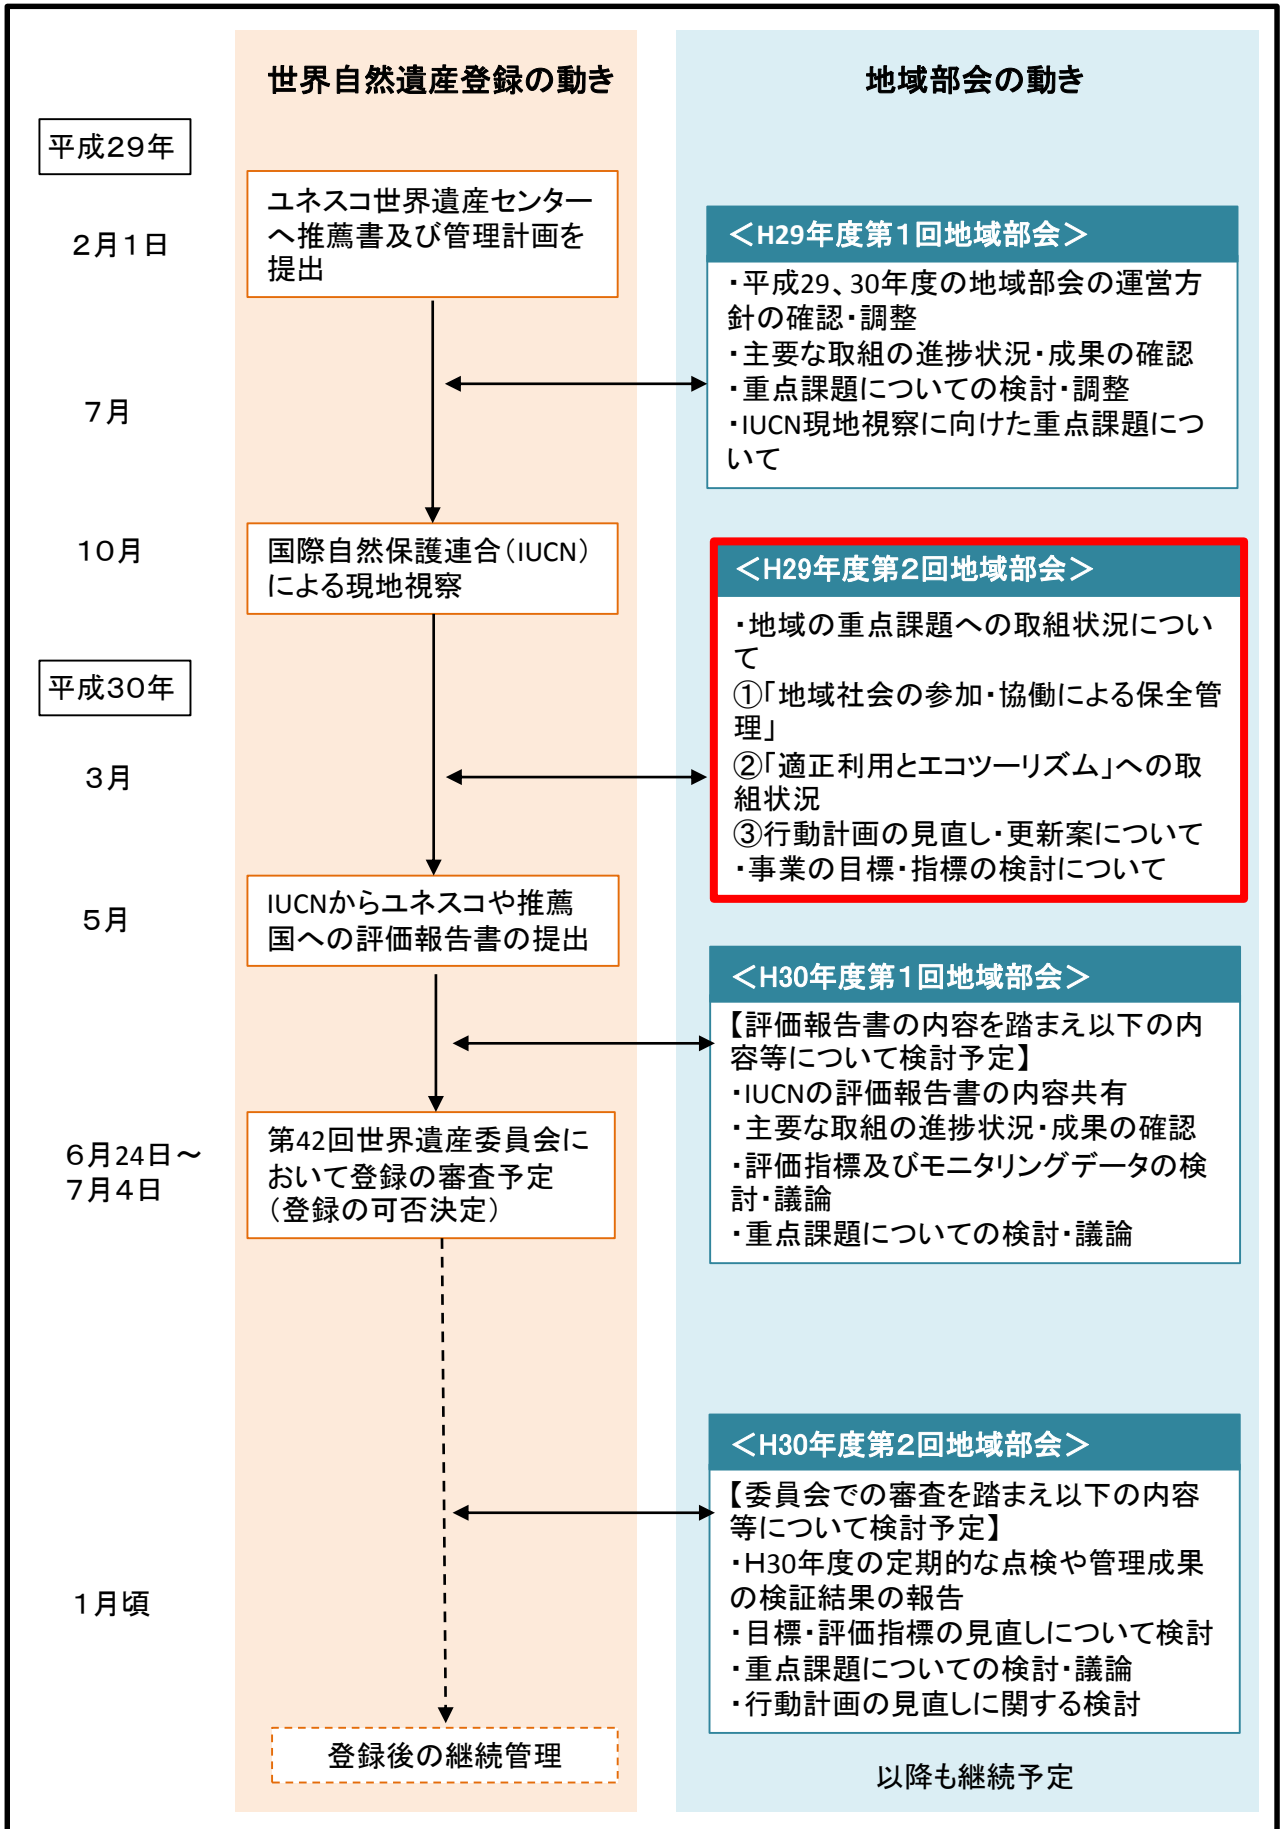 世界自然遺産登録の動き
地域部会の動き
平成29年
2月1日
ユネスコ世界遺産センター
へ推薦書及び管理計画を
提出
＜H29年度第1回地域部会＞
・平成29、30年度の地域部会の運営方
針の確認・調整
・主要な取組の進捗状況・成果の確認
・重点課題についての検討・調整
・IUCN現地視察に向けた重点課題につ
いて
7月
10月
国際自然保護連合(IUCN)
による現地視察
＜H29年度第2回地域部会＞
・地域の重点課題への取組状況につい
て
①「地域社会の参加・協働による保全管
理」
②「適正利用とエコツーリズム」への取
組状況
③行動計画の見直し・更新案について
・事業の目標・指標の検討について
平成30年
3月
5月
IUCNからユネスコや推薦
国への評価報告書の提出
＜H30年度第1回地域部会＞
【評価報告書の内容を踏まえ以下の内
容等について検討予定】
・IUCNの評価報告書の内容共有
・主要な取組の進捗状況・成果の確認
・評価指標及びモニタリングデータの検
討・議論
・重点課題についての検討・議論
6月24日～
7月4日
第42回世界遺産委員会に
おいて登録の審査予定
(登録の可否決定)
＜H30年度第2回地域部会＞
【委員会での審査を踏まえ以下の内容
等について検討予定】
・H30年度の定期的な点検や管理成果
の検証結果の報告
・目標・評価指標の見直しについて検討
・重点課題についての検討・議論
・行動計画の見直しに関する検討
1月頃
登録後の継続管理
以降も継続予定